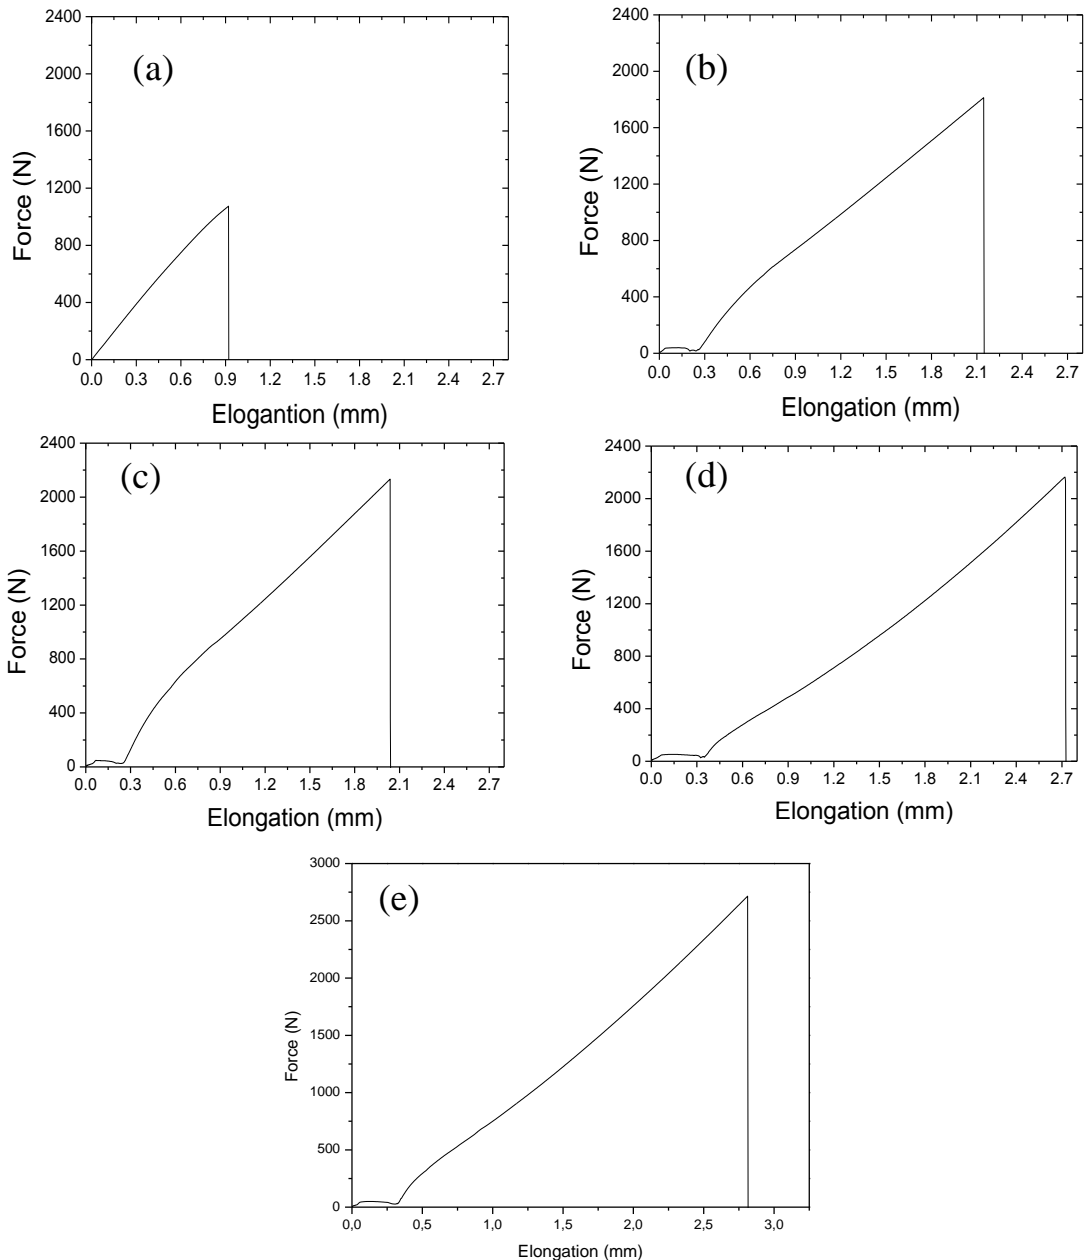 (a)
2400
2000
1600
1200
800
400
0
Force (N)
0.0 0.3 0.6 0.9 1.2 1.5 1.8 2.1 2.4 2.7
Elogantion (mm)
(b)
2400
2000
1600
1200
800
400
0
Force (N)
0.0 0.3 0.6 0.9 1.2 1.5 1.8 2.1 2.4 2.7
Elongation (mm)
(c)
2400
2000
1600
1200
800
400
0
Force (N)
0.0 0.3 0.6 0.9 1.2 1.5 1.8 2.1 2.4 2.7
Elongation (mm)
(d)
2400
2000
1600
1200
800
400
0
Force (N)
0.0 0.3 0.6 0.9 1.2 1.5 1.8 2.1 2.4 2.7
Elongation (mm)
(e)
3000
2500
2000
1500
1000
500
0
Force (N)
0,0 0,5 1,0 1,5 2,0 2,5 3,0
Elongation (mm)